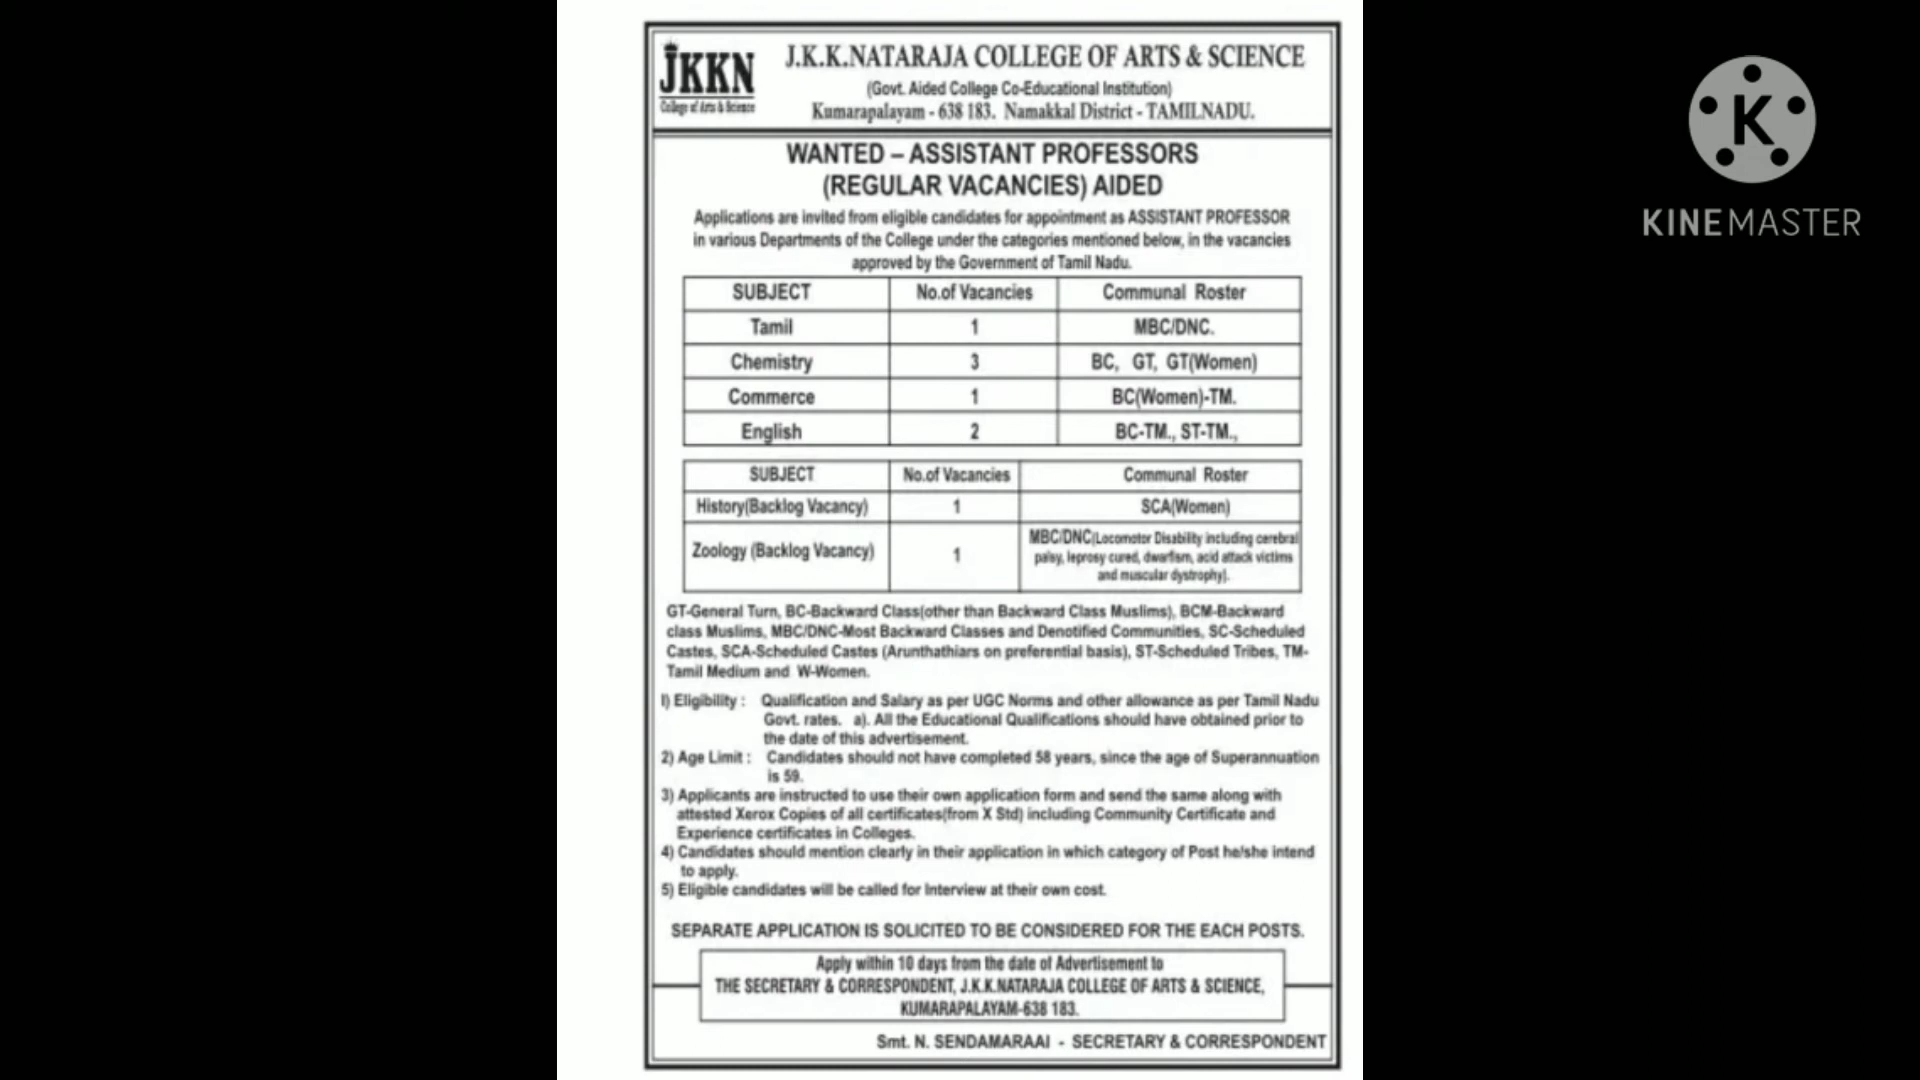 JKKN
College of Arts & Science
J.K.K.NATARAJA COLLEGE OF ARTS & SCIENCE
(Govt. Aided College Co-Educational Institution)
Kumarapalayam - 638 183. Namakkal District - TAMILNADU.
WANTED – ASSISTANT PROFESSORS
(REGULAR VACANCIES) AIDED
Applications are invited from eligible candidates for appointment as ASSISTANT PROFESSOR
in various Departments of the College under the categories mentioned below, in the vacancies
approved by the Government of Tamil Nadu.
SUBJECT No.of Vacancies Communal Roster
Tamil 1 MBC/DNC.
Chemistry 3 BC, GT, GT(Women)
Commerce 1 BC(Women)-TM.
English 2 BC-TM., ST-TM.,
SUBJECT No.of Vacancies Communal Roster
History(Backlog Vacancy) 1 SCA(Women)
Zoology (Backlog Vacancy) 1 MBC/DNC(Locomotor Disability including cerebral
palsy, leprosy cured, dwarfism, acid attack victims
and muscular dystrophy).
GT-General Turn, BC-Backward Class(other than Backward Class Muslims), BCM-Backward
class Muslims, MBC/DNC-Most Backward Classes and Denotified Communities, SC-Scheduled
Castes, SCA-Scheduled Castes (Arunthathiars on preferential basis), ST-Scheduled Tribes, TM-
Tamil Medium and W-Women.
I) Eligibility : Qualification and Salary as per UGC Norms and other allowance as per Tamil Nadu
Govt. rates. a). All the Educational Qualifications should have obtained prior to
the date of this advertisement.
2) Age Limit : Candidates should not have completed 58 years, since the age of Superannuation
is 59.
3) Applicants are instructed to use their own application form and send the same along with
attested Xerox Copies of all certificates(from X Std) including Community Certificate and
Experience certificates in Colleges.
4) Candidates should mention clearly in their application in which category of Post he/she intend
to apply.
5) Eligible candidates will be called for Interview at their own cost.
SEPARATE APPLICATION IS SOLICITED TO BE CONSIDERED FOR THE EACH POSTS.
Apply within 10 days from the date of Advertisement to
THE SECRETARY & CORRESPONDENT, J.K.K.NATARAJA COLLEGE OF ARTS & SCIENCE,
KUMARAPALAYAM-638 183.
Smt. N. SENDAMARAAI - SECRETARY & CORRESPONDENT
K
KINEMASTER